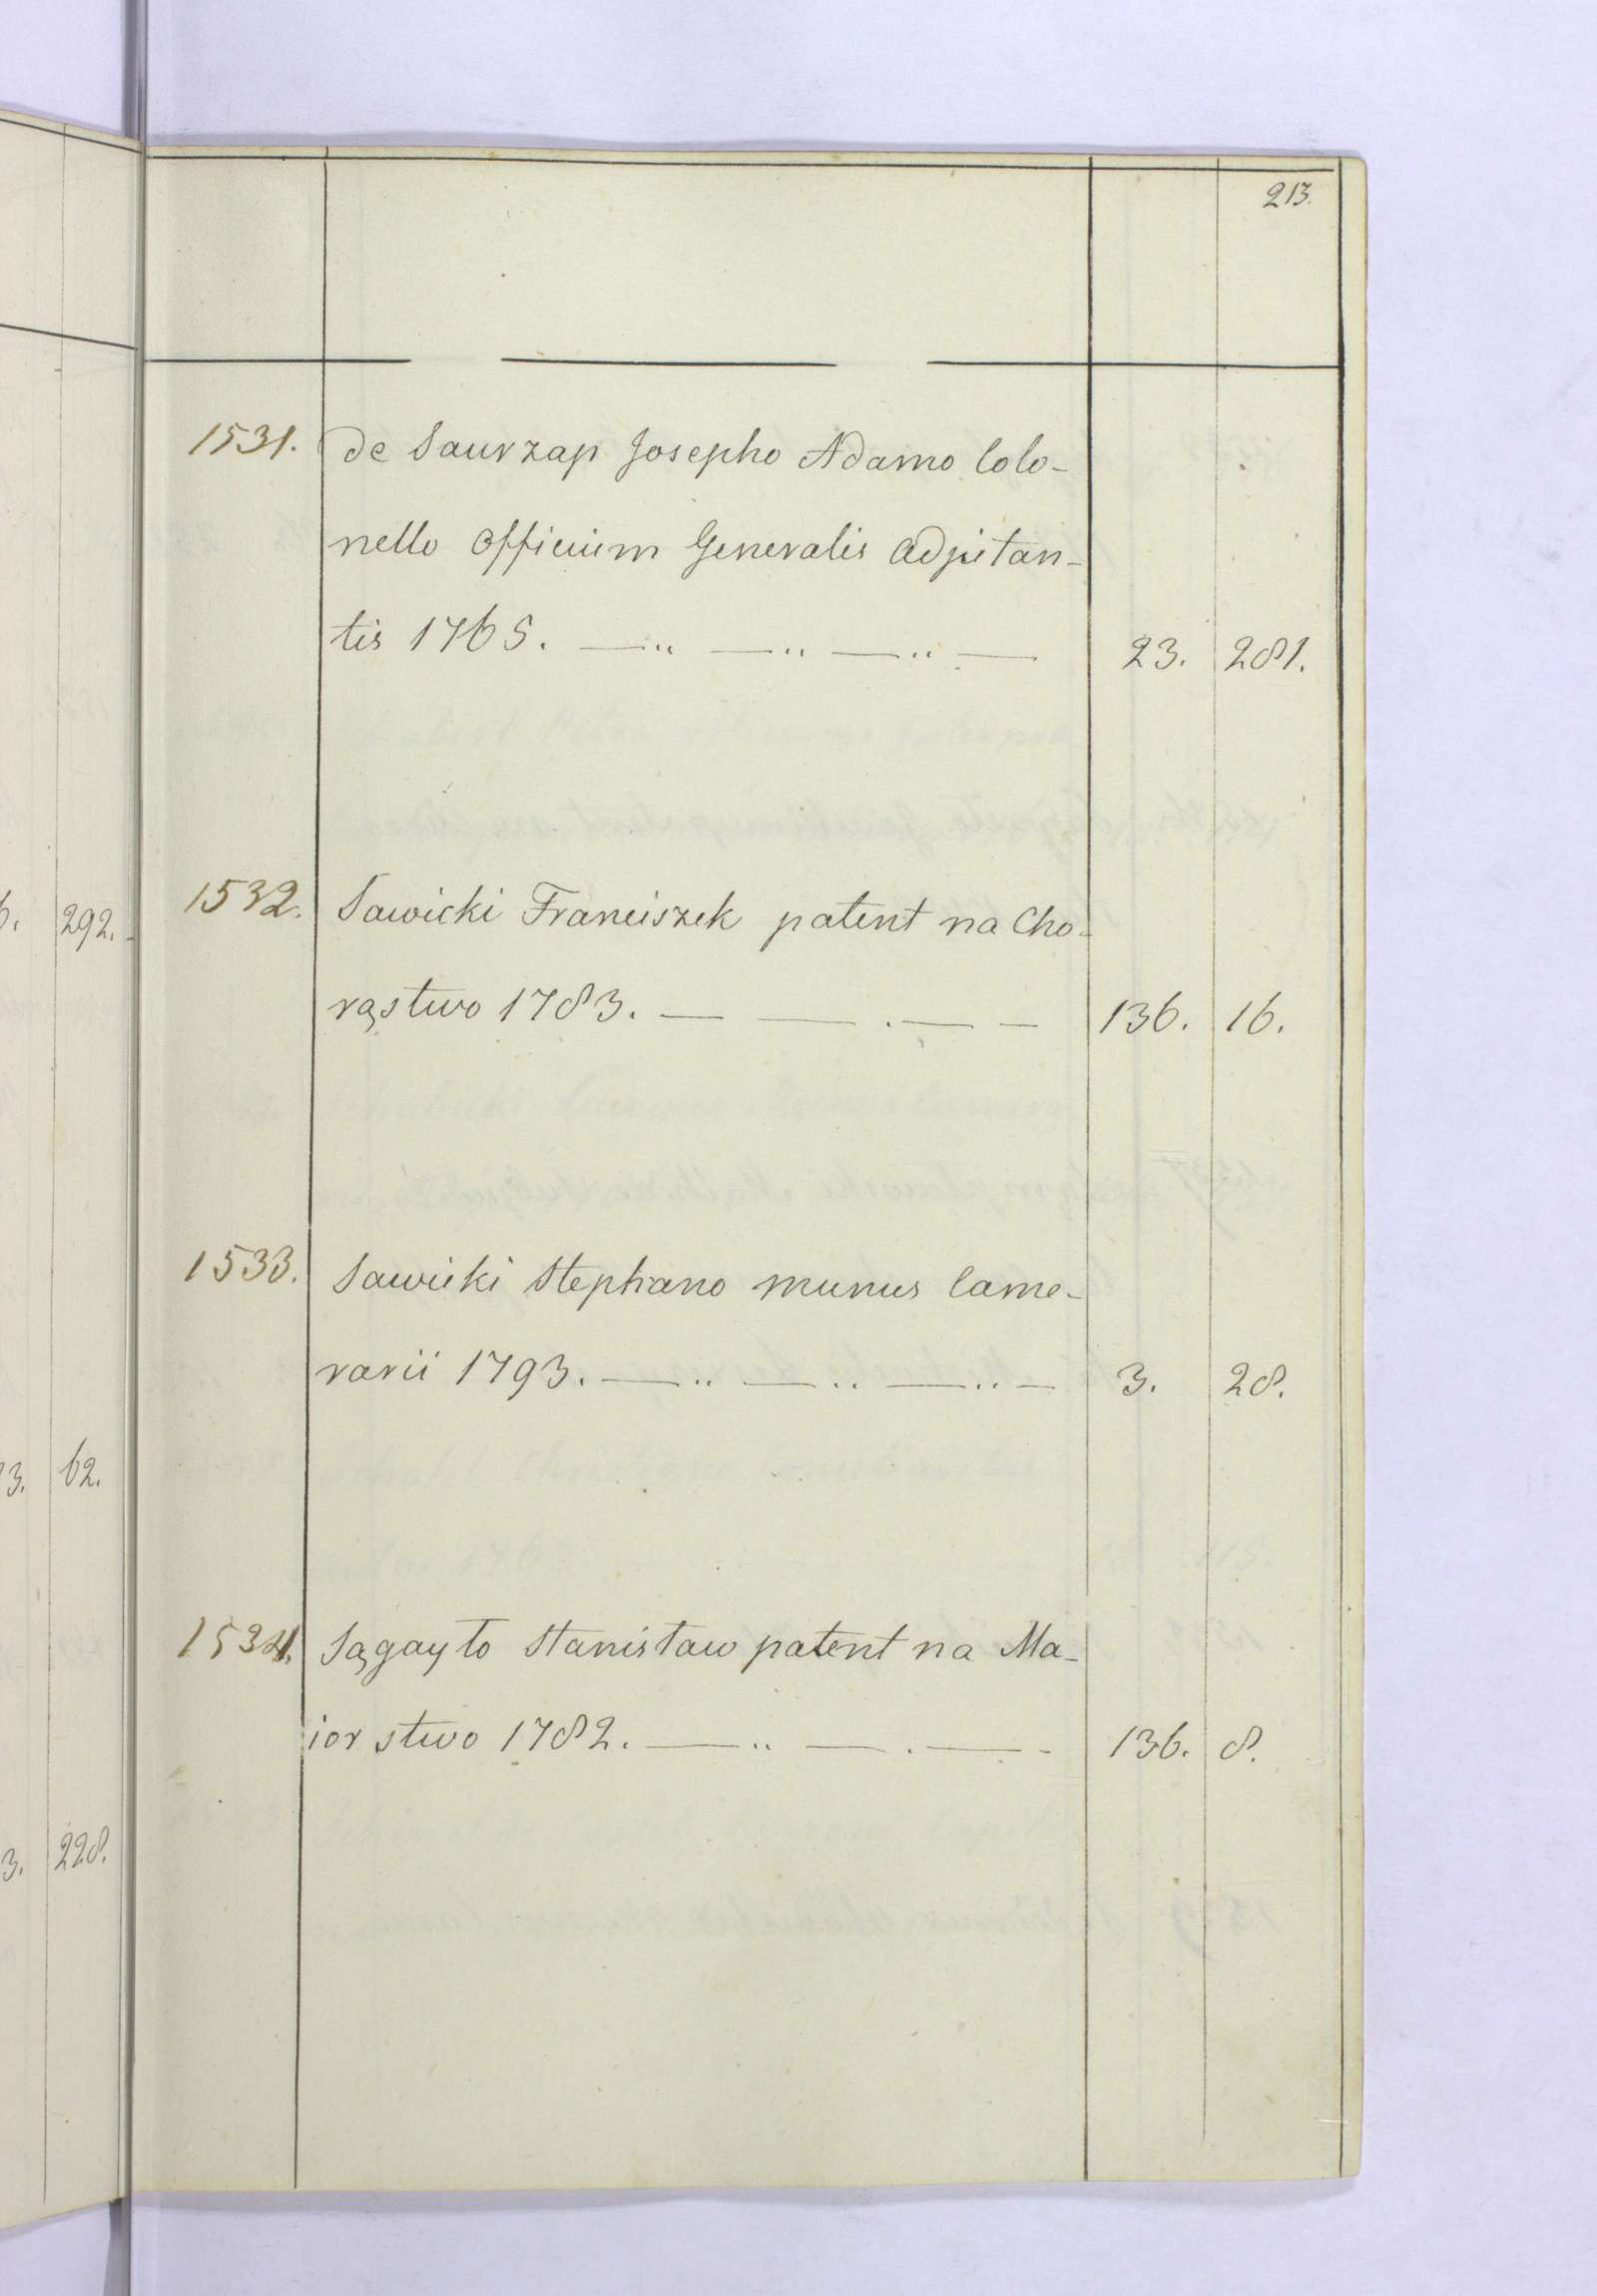 213.
1531. de Saurzap Josepho Adamo Colo-
nello Officium Generalis Adjutan-
tis 1765. —" —" —" — 23. 281.
1532. Sawicki Franciszek patent na Cho-
rąstwo 1783. — — . — — 136. 16.
1533. Sawicki Stephano munus Came-
rarii 1793. —" —" —" — 3. 28.
1534. Sągayło Stanisław patent na Ma-
iorstwo 1782. —" — . — - 136. 8.
292.
3. 62.
3. 228.